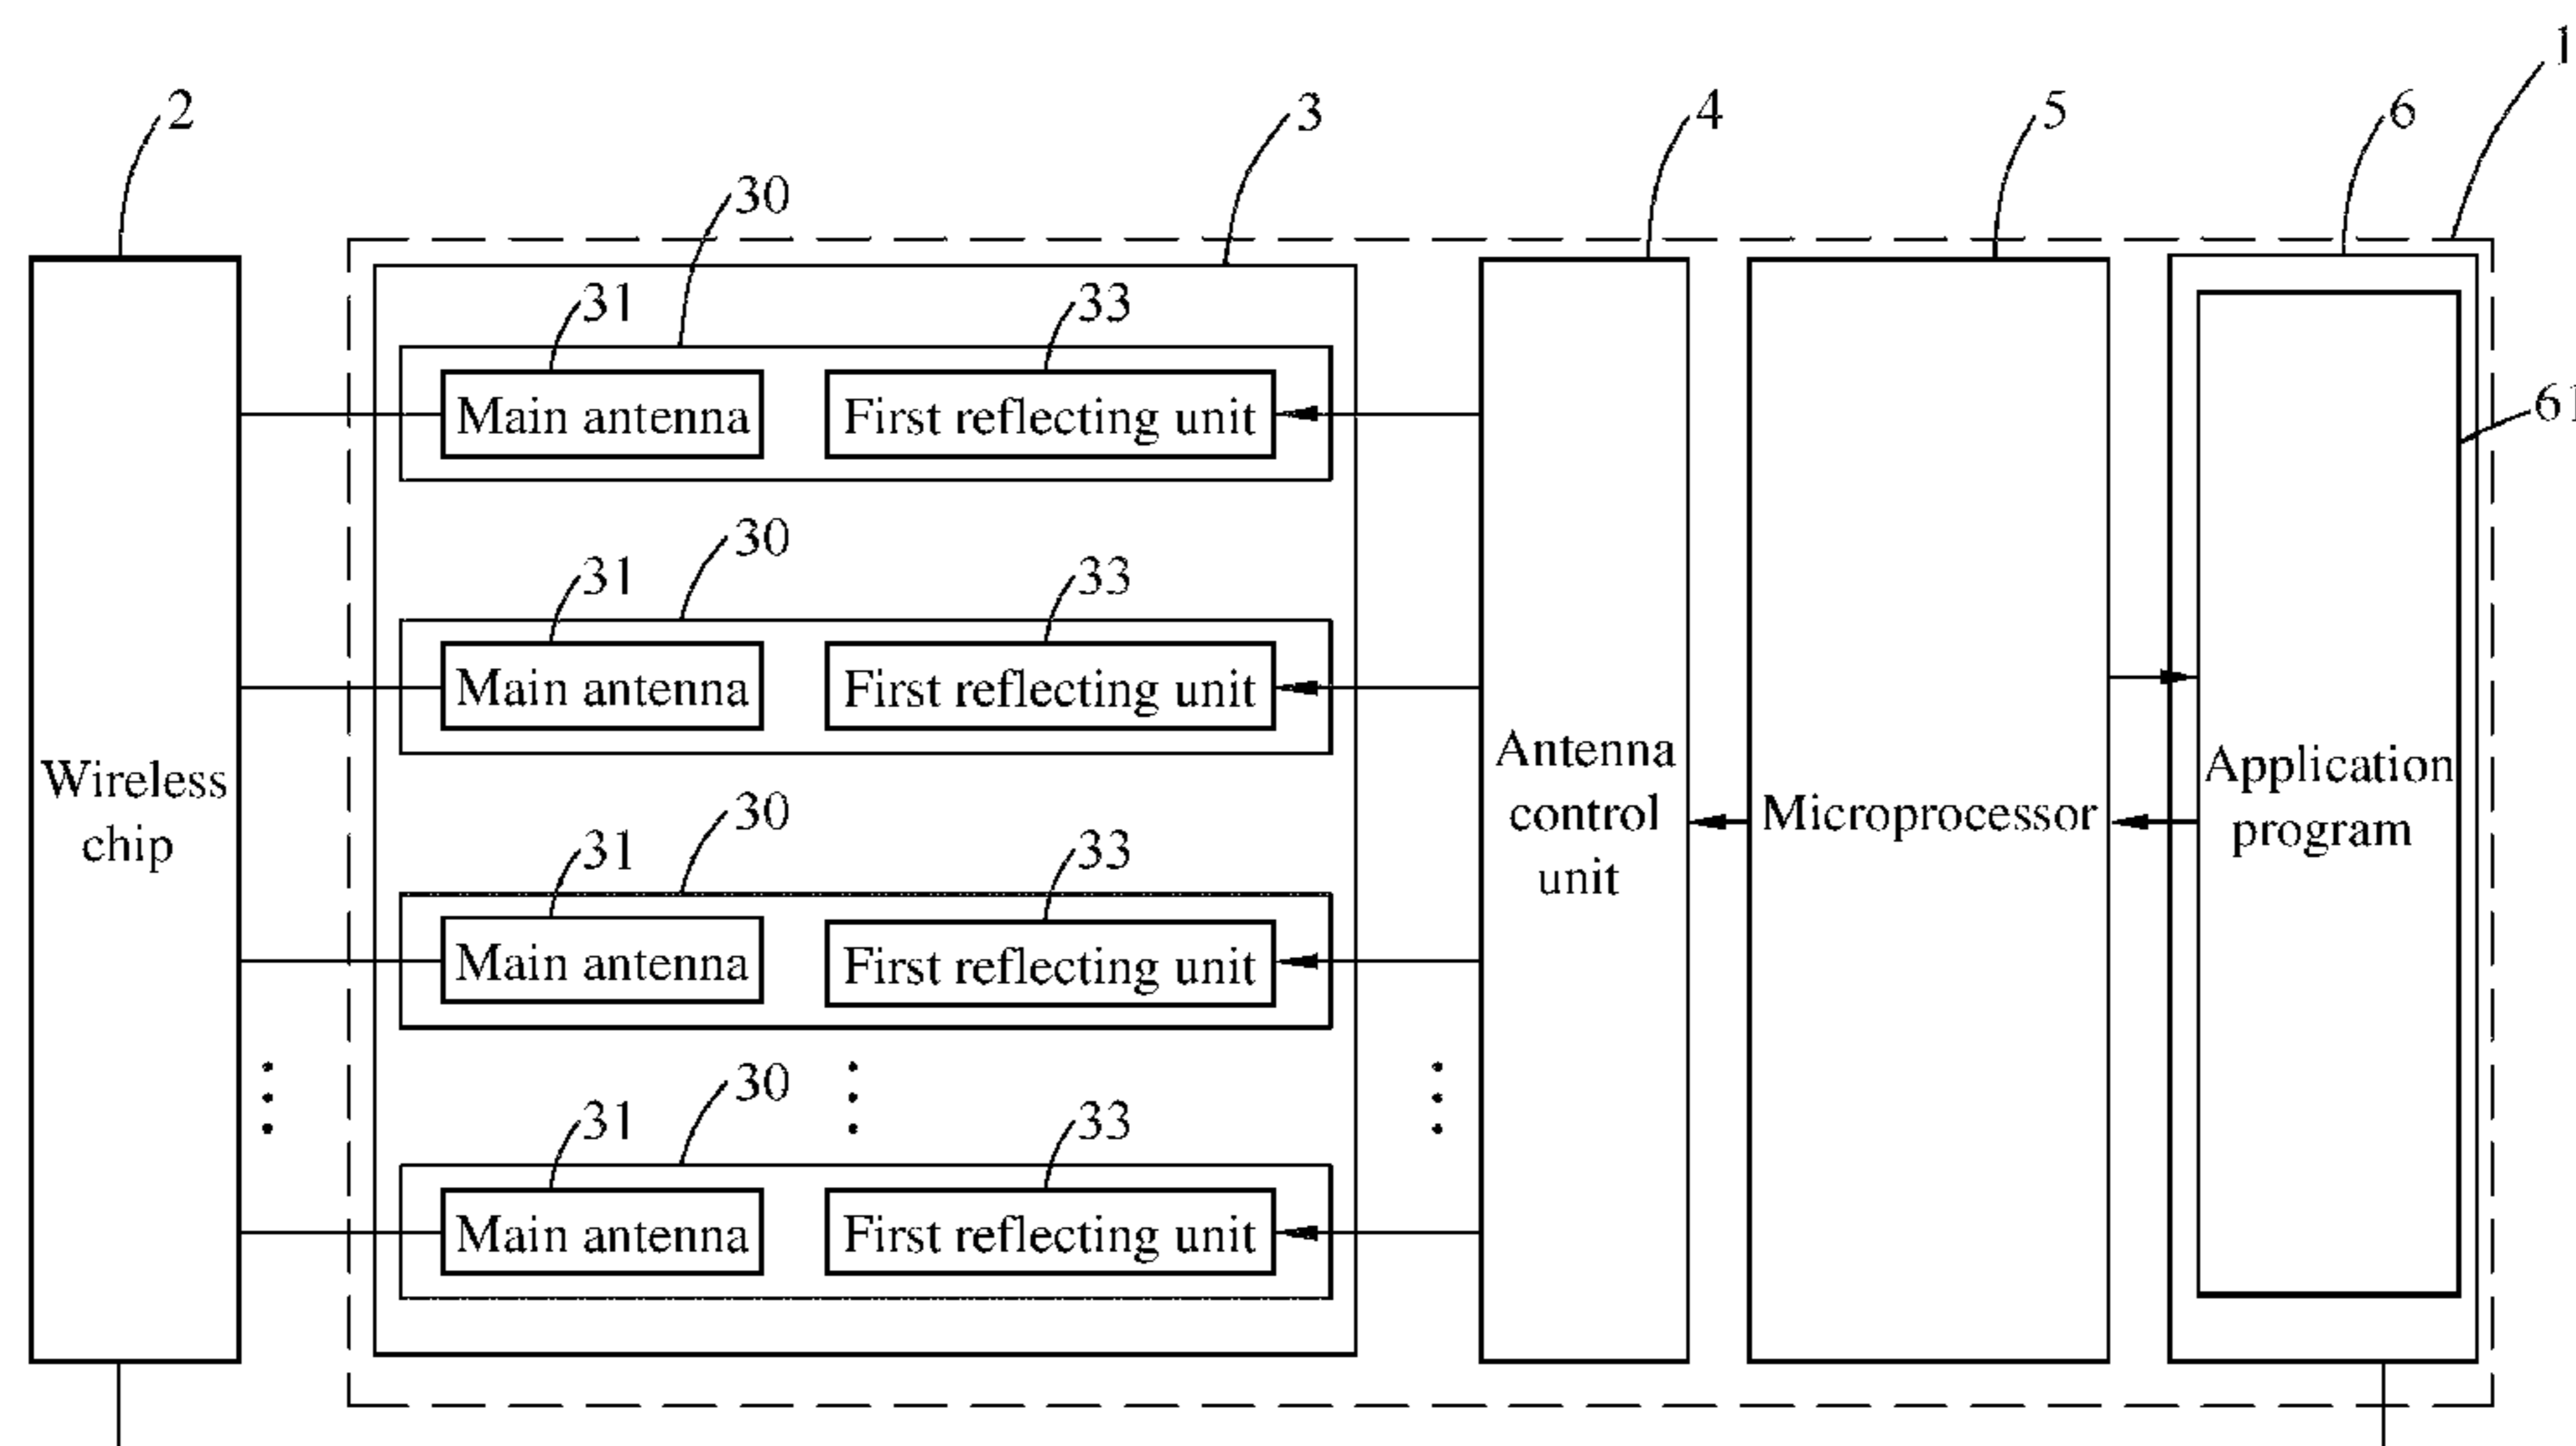 1
2
3
4
5
6
30
31
33
Main antenna
First reflecting unit
61
30
31
33
Main antenna
First reflecting unit
Wireless
chip
Antenna
control
unit
Microprocessor
Application
program
30
31
33
Main antenna
First reflecting unit
30
31
33
Main antenna
First reflecting unit